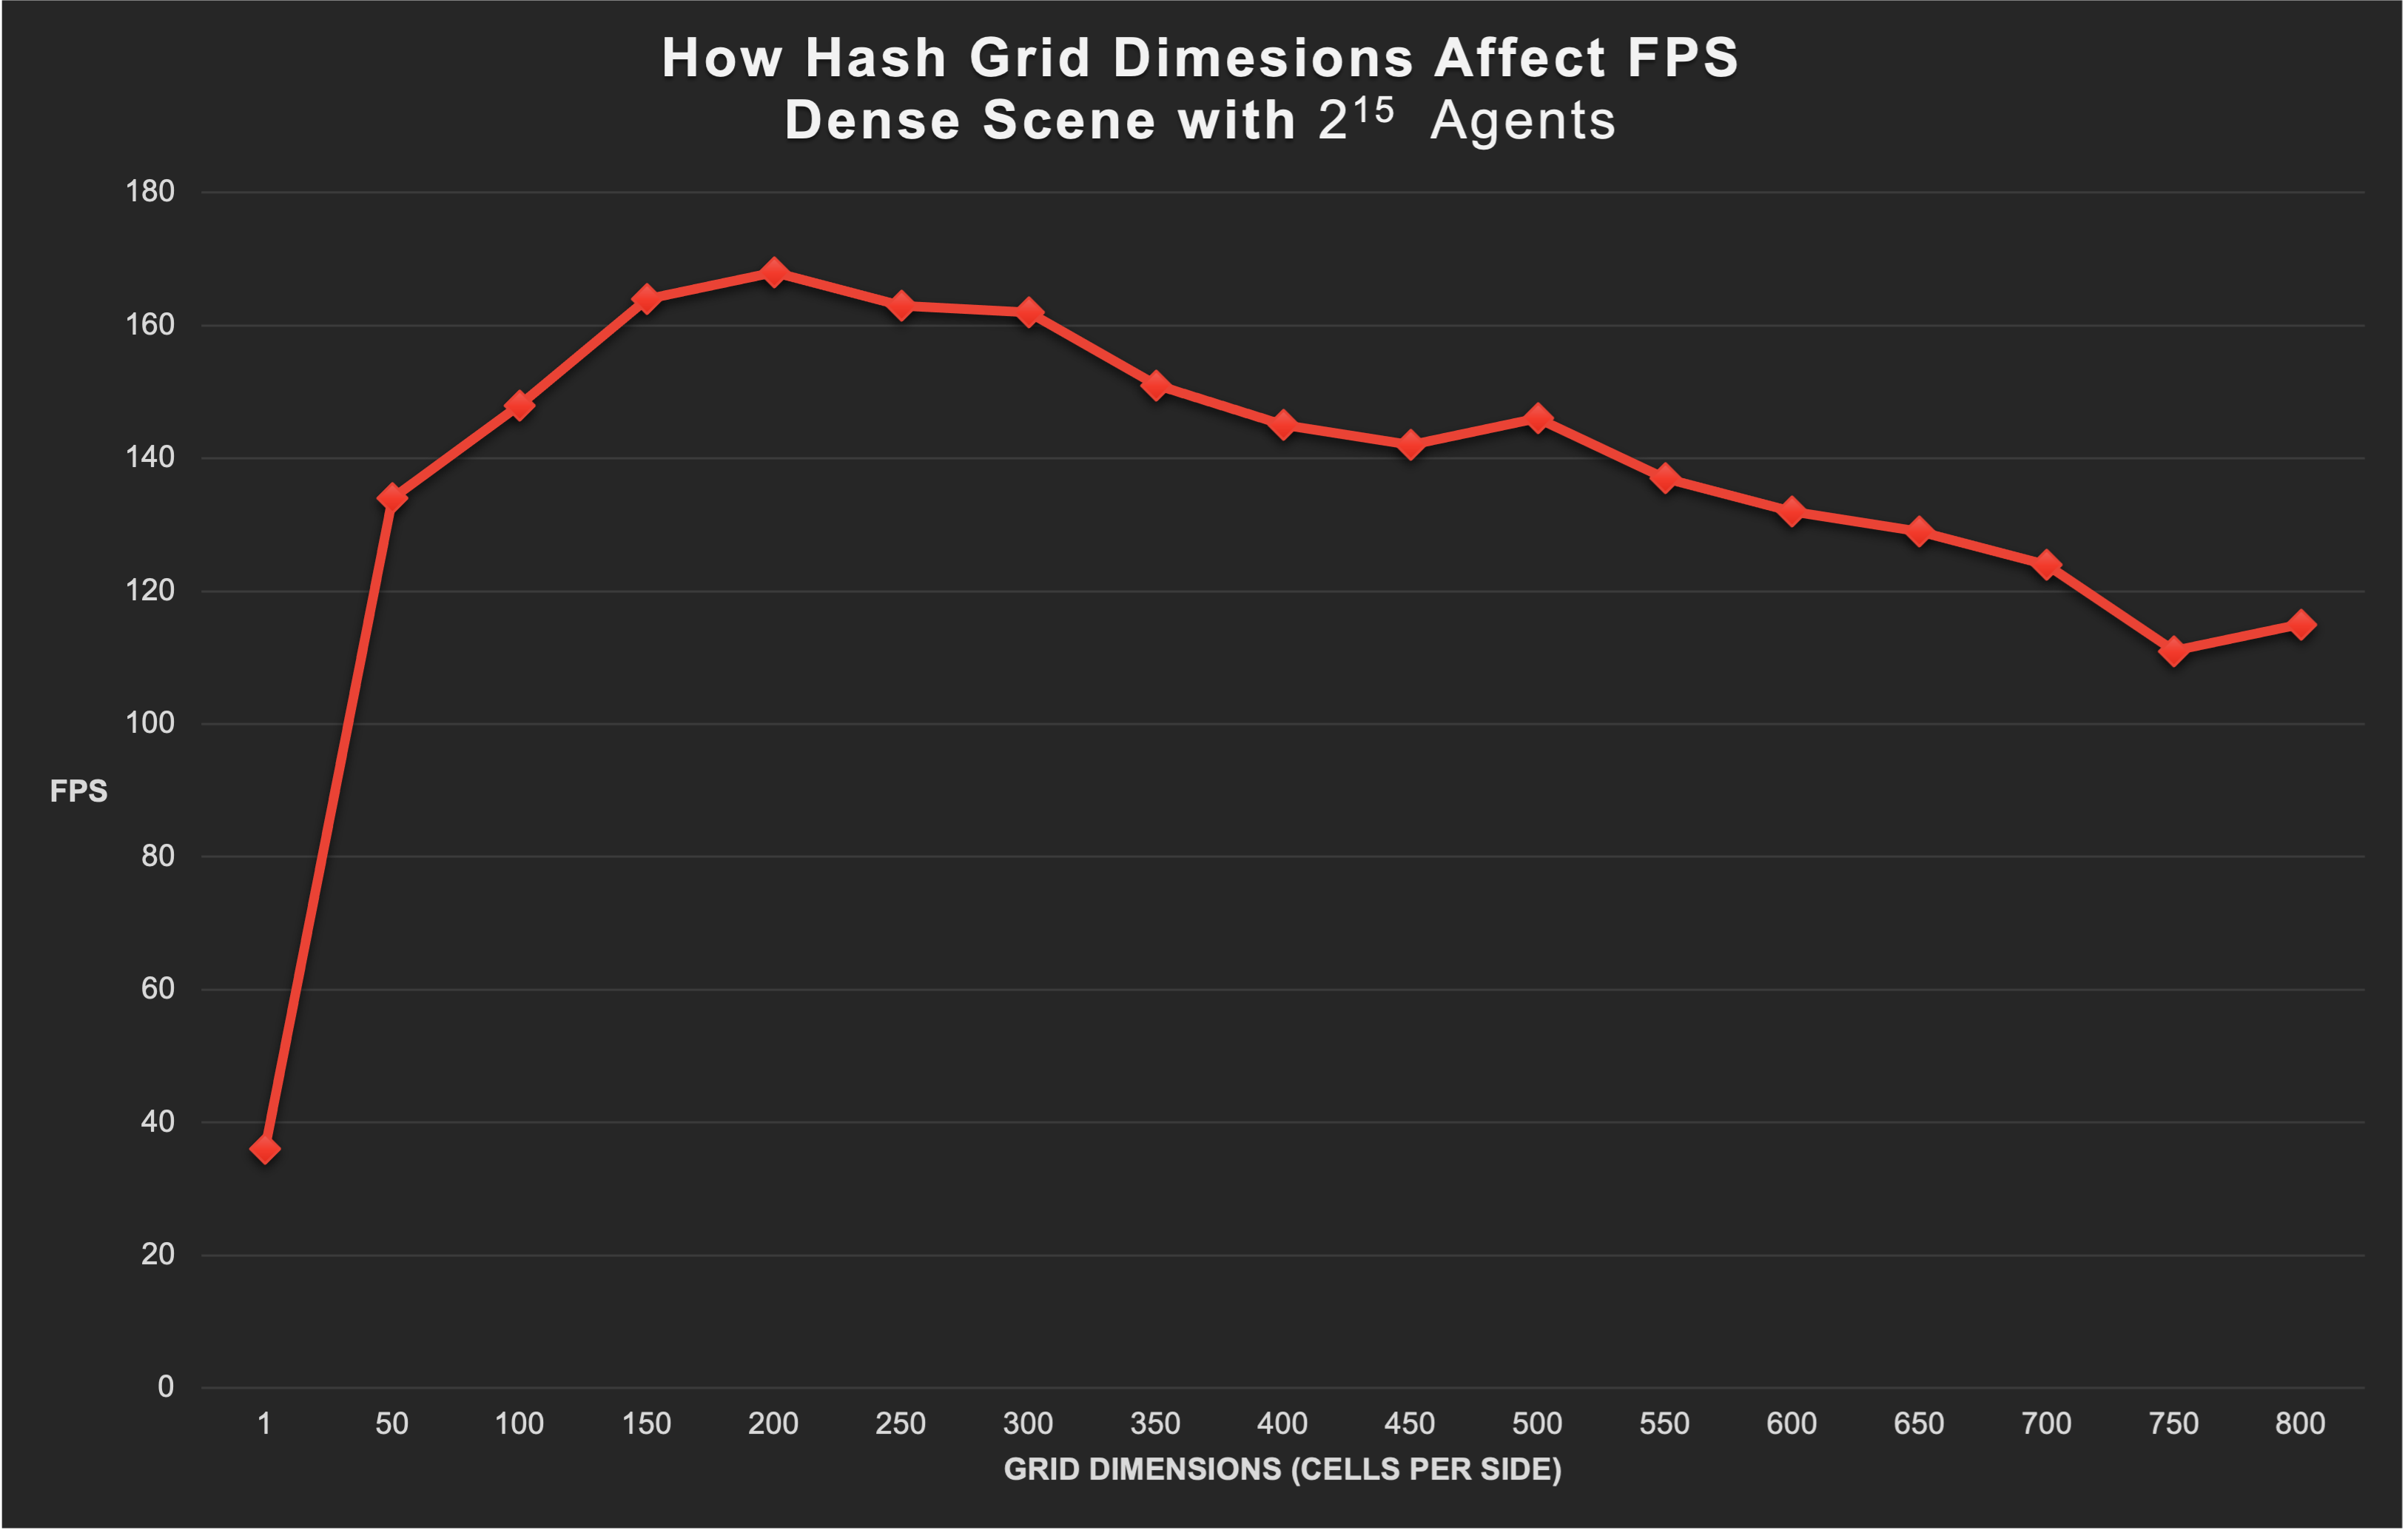 How Hash Grid Dimesions Affect FPS
Dense Scene with 2¹⁵ Agents
180
160
140
120
100
FPS
80
60
40
20
0
1 50 100 150 200 250 300 350 400 450 500 550 600 650 700 750 800
GRID DIMENSIONS (CELLS PER SIDE)